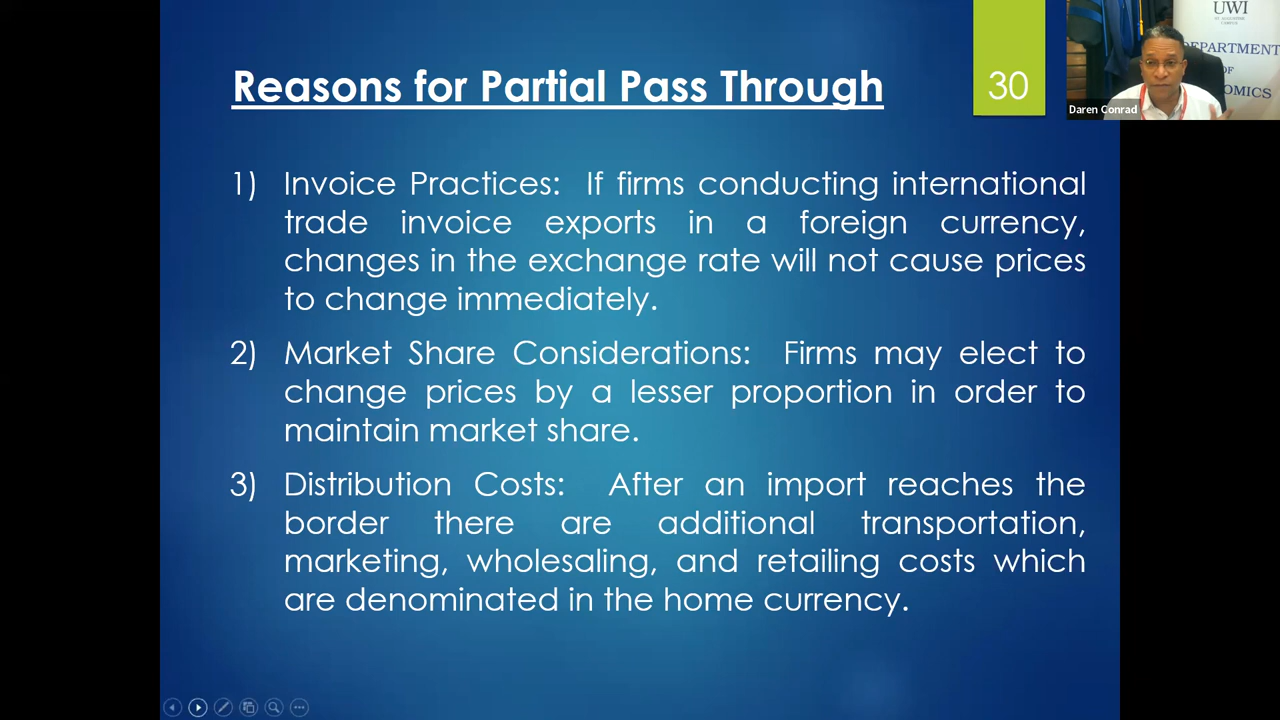 Reasons for Partial Pass Through
30
UWI
ST. AUGUSTINE
CAMPUS
DEPARTMENT
OF
OMICS
Daren Conrad
1) Invoice Practices: If firms conducting international
trade invoice exports in a foreign currency,
changes in the exchange rate will not cause prices
to change immediately.
2) Market Share Considerations: Firms may elect to
change prices by a lesser proportion in order to
maintain market share.
3) Distribution Costs: After an import reaches the
border there are additional transportation,
marketing, wholesaling, and retailing costs which
are denominated in the home currency.